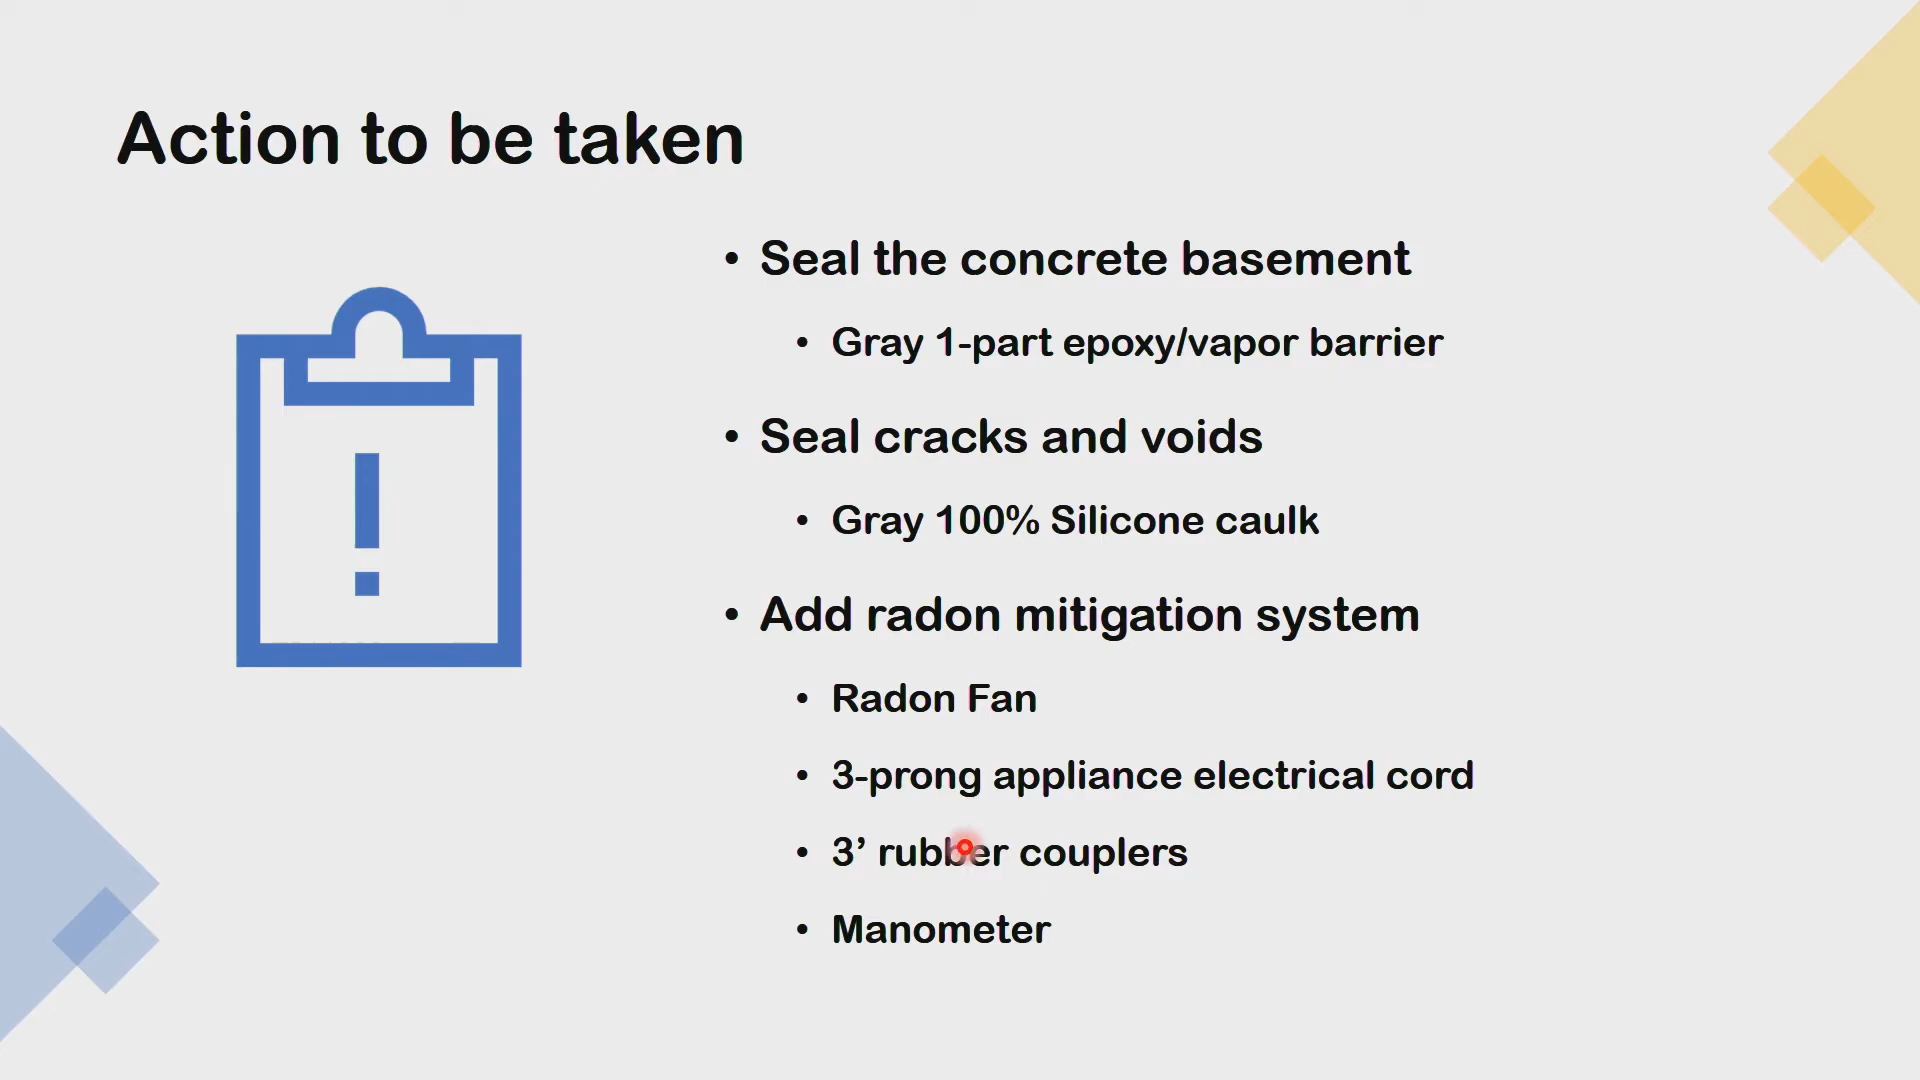 Action to be taken
• Seal the concrete basement
• Gray 1-part epoxy/vapor barrier
• Seal cracks and voids
• Gray 100% Silicone caulk
• Add radon mitigation system
• Radon Fan
• 3-prong appliance electrical cord
• 3’ rubber couplers
• Manometer